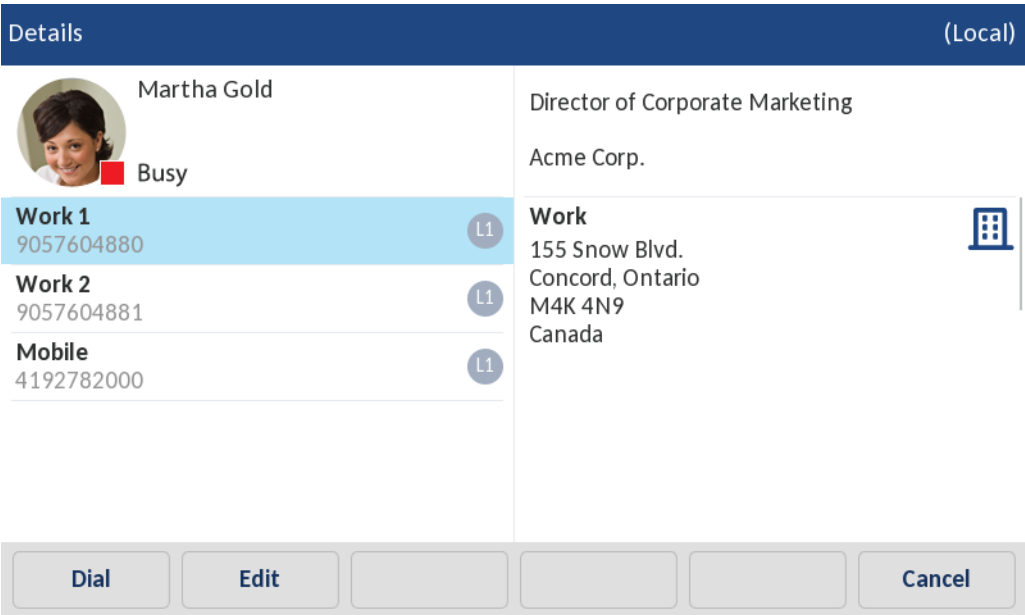 Details
(Local)
Martha Gold
Busy
Work 1
9057604880
L1
Work 2
9057604881
L1
Mobile
4192782000
L1
Director of Corporate Marketing
Acme Corp.
Work
155 Snow Blvd.
Concord, Ontario
M4K 4N9
Canada
Dial
Edit
Cancel